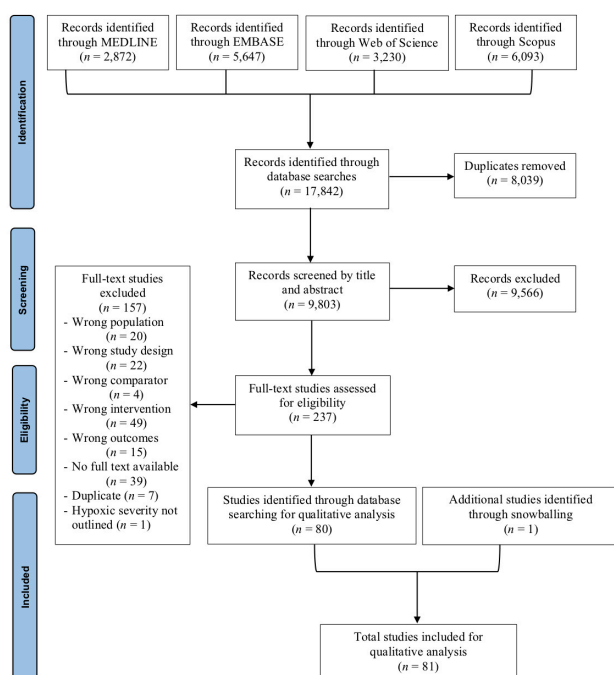 Records identified
through MEDLINE
(n = 2,872)
Records identified
through EMBASE
(n = 5,647)
Records identified
through Web of Science
(n = 3,230)
Records identified
through Scopus
(n = 6,093)
Identification
Records identified through
database searches
(n = 17,842)
Duplicates removed
(n = 8,039)
Screening
Records screened by title
and abstract
(n = 9,803)
Records excluded
(n = 9,566)
Full-text studies
excluded
(n = 157)
- Wrong population
(n = 20)
- Wrong study design
(n = 22)
- Wrong comparator
(n = 4)
- Wrong intervention
(n = 49)
- Wrong outcomes
(n = 15)
- No full text available
(n = 39)
- Duplicate (n = 7)
- Hypoxic severity not
outlined (n = 1)
Eligibility
Full-text studies assessed
for eligibility
(n = 237)
Included
Studies identified through database
searching for qualitative analysis
(n = 80)
Additional studies identified
through snowballing
(n = 1)
Total studies included for
qualitative analysis
(n = 81)